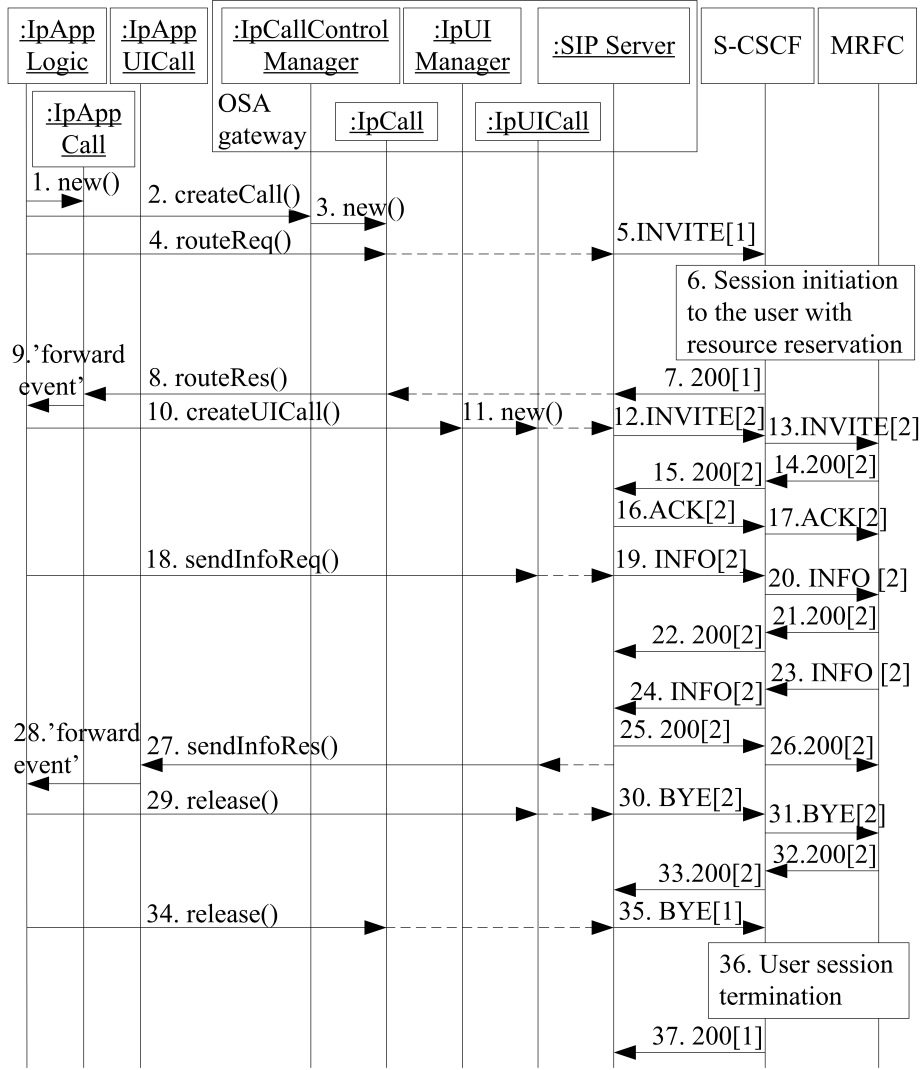 :IpApp
Logic
:IpApp
UICall
:IpCallControl
Manager
:IpUI
Manager
:SIP Server
S-CSCF
MRFC
:IpApp
Call
OSA
gateway
:IpCall
:IpUICall
1. new()
2. createCall()
3. new()
4. routeReq()
5.INVITE[1]
6. Session initiation
to the user with
resource reservation
7. 200[1]
8. routeRes()
9.’forward
event’
10. createUICall()
11. new()
12.INVITE[2]
13.INVITE[2]
14.200[2]
15. 200[2]
16.ACK[2]
17.ACK[2]
18. sendInfoReq()
19. INFO[2]
20. INFO [2]
21.200[2]
22. 200[2]
23. INFO [2]
24. INFO[2]
25. 200[2]
26.200[2]
27. sendInfoRes()
28.’forward
event’
29. release()
30. BYE[2]
31.BYE[2]
32.200[2]
33.200[2]
34. release()
35. BYE[1]
36. User session
termination
37. 200[1]